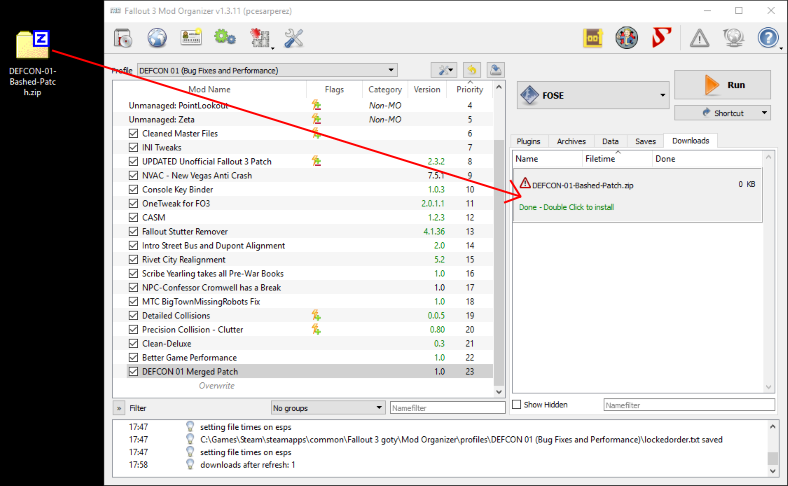 Fallout 3 Mod Organizer v1.3.11 (pcesarperez)
DEFCON-01-
Bashed-Patc
h.zip
Profile DEFCON 01 (Bug Fixes and Performance)
Mod Name Flags Category Version Priority
Unmanaged: PointLookout Non-MO 4
Unmanaged: Zeta Non-MO 5
Cleaned Master Files 6
INI Tweaks 7
UPDATED Unofficial Fallout 3 Patch 2.3.2 8
NVAC - New Vegas Anti Crash 7.5.1 9
Console Key Binder 1.0.3 10
OneTweak for FO3 2.0.1.1 11
CASM 1.2.3 12
Fallout Stutter Remover 4.1.36 13
Intro Street Bus and Dupont Alignment 2.0 14
Rivet City Realignment 5.2 15
Scribe Yearling takes all Pre-War Books 1.0 16
NPC-Confessor Cromwell has a Break 1.0 17
MTC BigTownMissingRobots Fix 1.0 18
Detailed Collisions 0.0.5 19
Precision Collision - Clutter 0.80 20
Clean-Deluxe 0.3 21
Better Game Performance 1.0 22
DEFCON 01 Merged Patch 1.0 23
Overwrite
» Filter No groups Namefilter
FOSE
Run
Shortcut
Plugins Archives Data Saves Downloads
Name Filetime Done
DEFCON-01-Bashed-Patch.zip 0 KB
Done - Double Click to install
Show Hidden Namefilter
17:47 setting file times on esps
17:47 C:\Games\Steam\steamapps\common\Fallout 3 goty\Mod Organizer\profiles\DEFCON 01 (Bug Fixes and Performance)\lockedorder.txt saved
17:47 setting file times on esps
17:58 downloads after refresh: 1